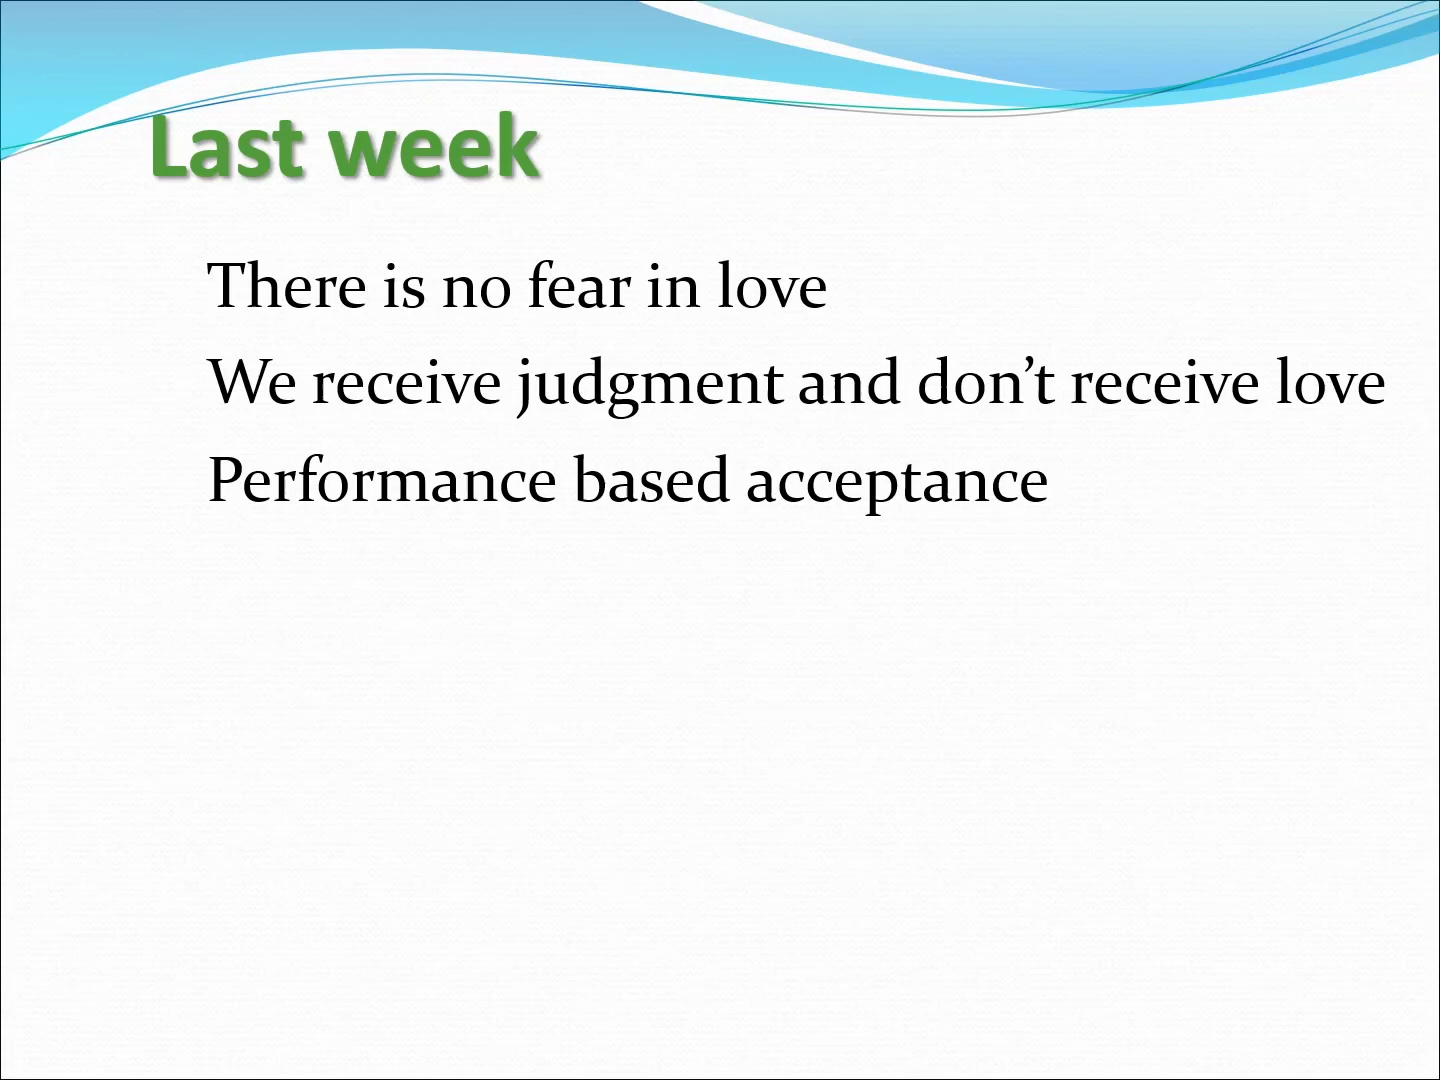 Last week
There is no fear in love
We receive judgment and don’t receive love
Performance based acceptance